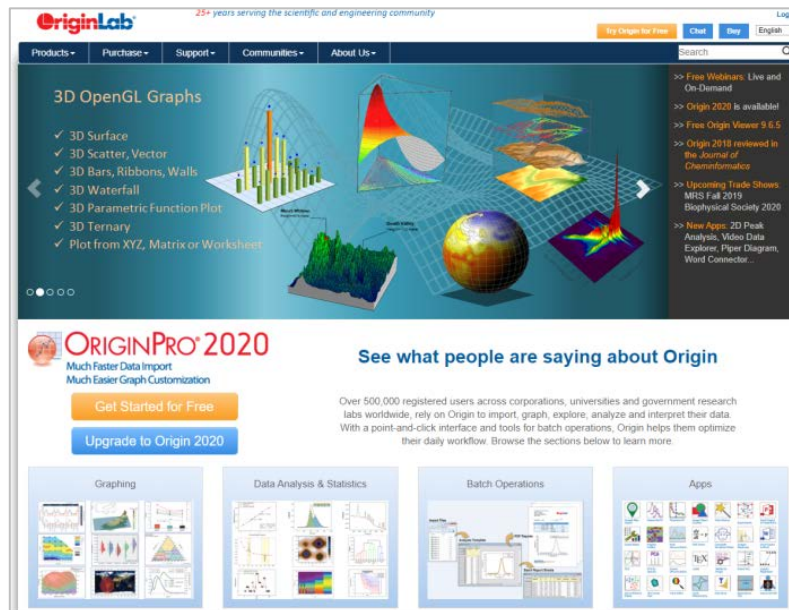 OriginLab®
25+ years serving the scientific and engineering community
Log
Try Origin for Free
Chat
Buy
English
Products
Purchase
Support
Communities
About Us
Search
3D OpenGL Graphs
✓ 3D Surface
✓ 3D Scatter, Vector
✓ 3D Bars, Ribbons, Walls
✓ 3D Waterfall
✓ 3D Parametric Function Plot
✓ 3D Ternary
✓ Plot from XYZ, Matrix or Worksheet
>> Free Webinars: Live and
On-Demand
>> Origin 2020 is available!
>> Free Origin Viewer 9.6.5
>> Origin 2018 reviewed in
the Journal of
Cheminformatics
>> Upcoming Trade Shows:
MRS Fall 2019
Biophysical Society 2020
>> New Apps: 2D Peak
Analysis, Video Data
Explorer, Piper Diagram,
Word Connector...
ORIGINPRO® 2020
Much Faster Data Import
Much Easier Graph Customization
Get Started for Free
Upgrade to Origin 2020
See what people are saying about Origin
Over 500,000 registered users across corporations, universities and government research
labs worldwide, rely on Origin to import, graph, explore, analyze and interpret their data.
With a point-and-click interface and tools for batch operations, Origin helps them optimize
their daily workflow. Browse the sections below to learn more.
Graphing
Data Analysis & Statistics
Batch Operations
Apps